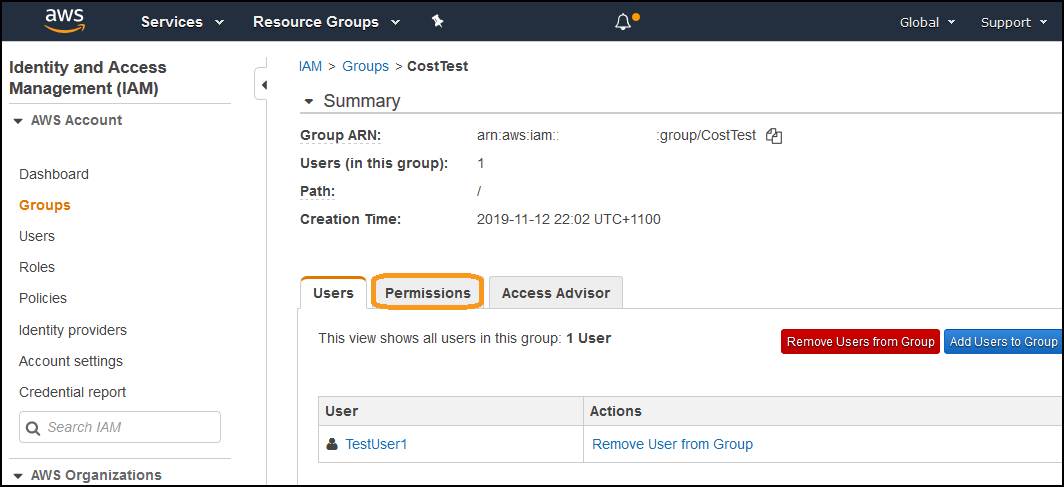 aws Services Resource Groups Global Support
Identity and Access
Management (IAM)
AWS Account
Dashboard
Groups
Users
Roles
Policies
Identity providers
Account settings
Credential report
Search IAM
AWS Organizations
IAM > Groups > CostTest
Summary
Group ARN: arn:aws:iam:: :group/CostTest
Users (in this group): 1
Path: /
Creation Time: 2019-11-12 22:02 UTC+1100
Users Permissions Access Advisor
This view shows all users in this group: 1 User Remove Users from Group Add Users to Group
User Actions
TestUser1 Remove User from Group